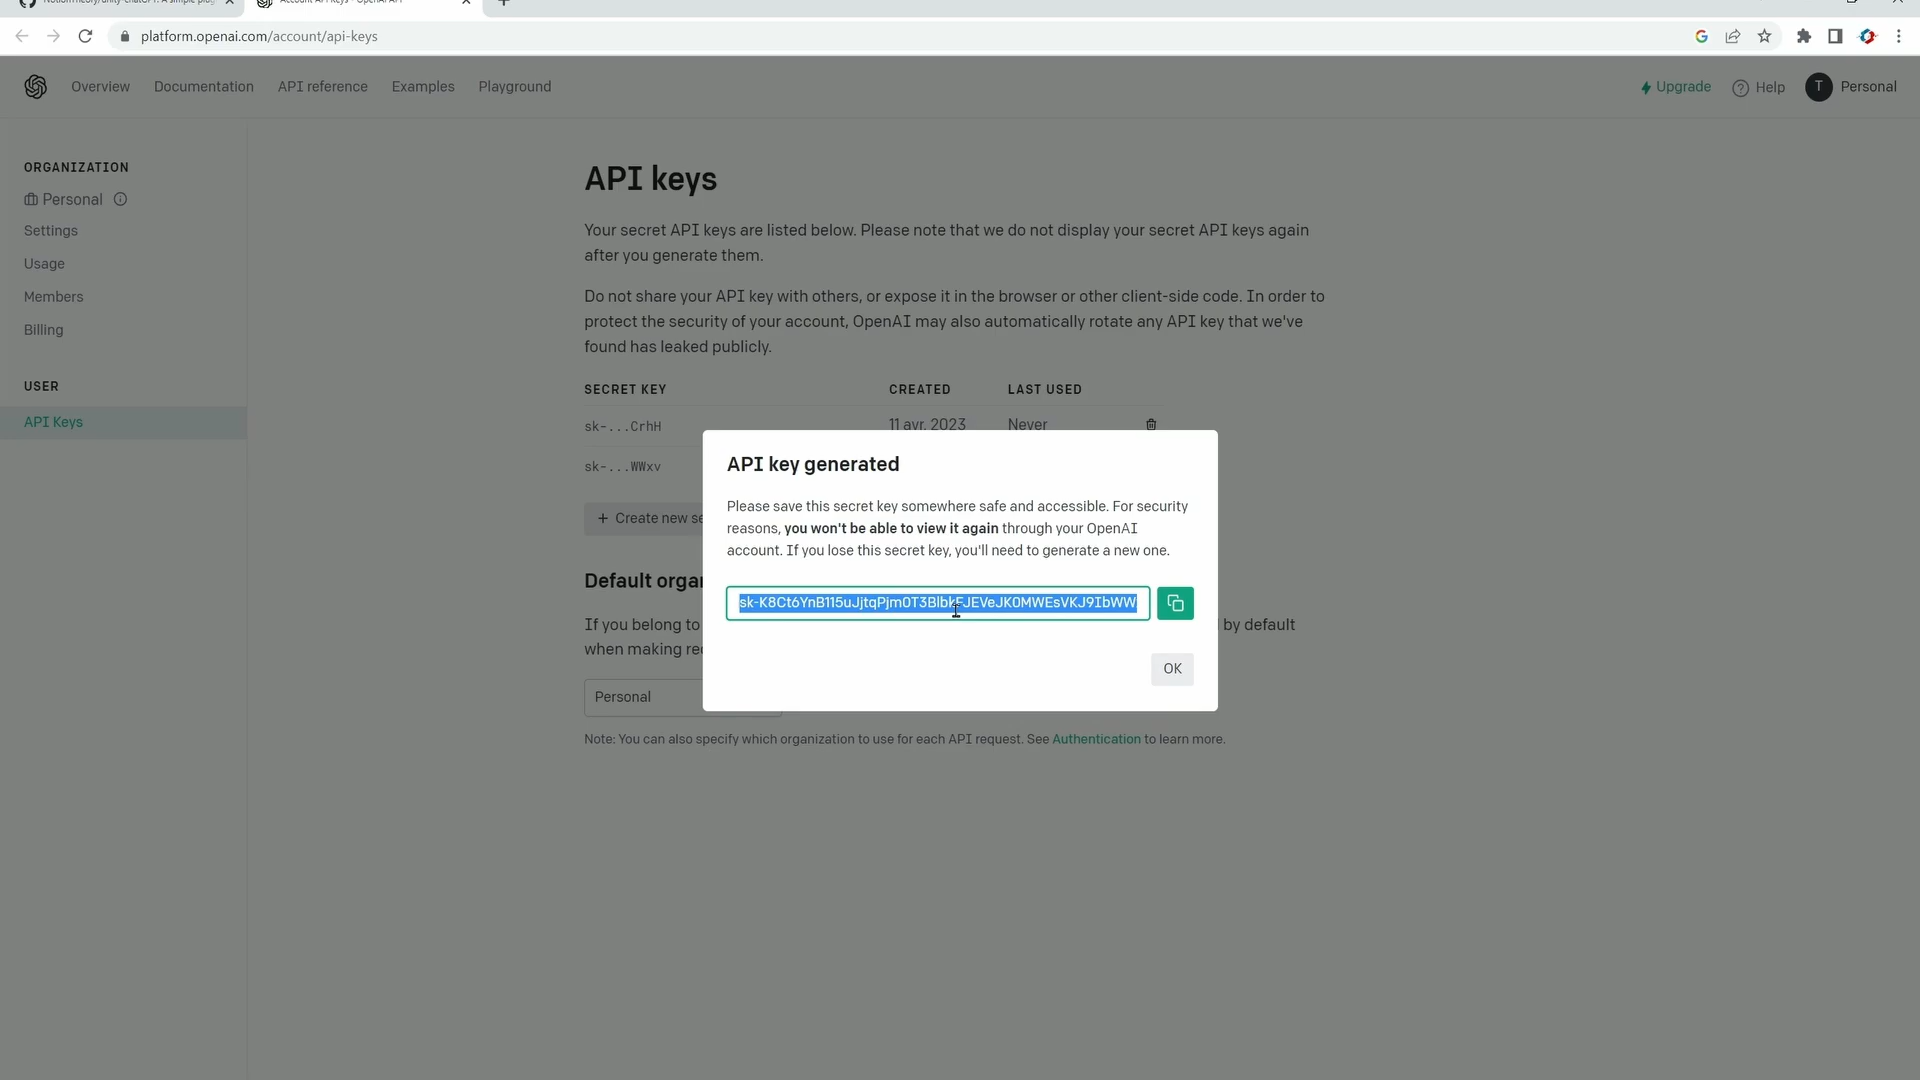 platform.openai.com/account/api-keys
Overview Documentation API reference Examples Playground
Upgrade Help T Personal
ORGANIZATION
Personal
Settings
Usage
Members
Billing
USER
API Keys
API keys
Your secret API keys are listed below. Please note that we do not display your secret API keys again
after you generate them.
Do not share your API key with others, or expose it in the browser or other client-side code. In order to
protect the security of your account, OpenAI may also automatically rotate any API key that we've
found has leaked publicly.
SECRET KEY CREATED LAST USED
sk-...CrhH 11 avr. 2023 Never
sk-...WWxv
+ Create new se
API key generated
Please save this secret key somewhere safe and accessible. For security
reasons, you won't be able to view it again through your OpenAI
account. If you lose this secret key, you'll need to generate a new one.
OK
Default orga
If you belong to by default
when making re
Personal
Note: You can also specify which organization to use for each API request. See Authentication to learn more.